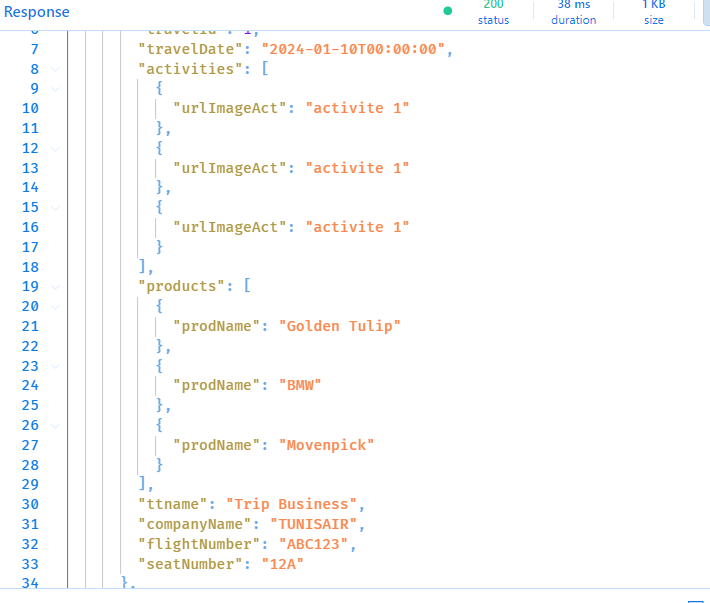 Response
200 38 ms 1 KB
status duration size
6 "travelId": 1,
7 "travelDate": "2024-01-10T00:00:00",
8 "activities": [
9 {
10 "urlImageAct": "activite 1"
11 },
12 {
13 "urlImageAct": "activite 1"
14 },
15 {
16 "urlImageAct": "activite 1"
17 }
18 ],
19 "products": [
20 {
21 "prodName": "Golden Tulip"
22 },
23 {
24 "prodName": "BMW"
25 },
26 {
27 "prodName": "Movenpick"
28 }
29 ],
30 "ttname": "Trip Business",
31 "companyName": "TUNISAIR",
32 "flightNumber": "ABC123",
33 "seatNumber": "12A"
34 },